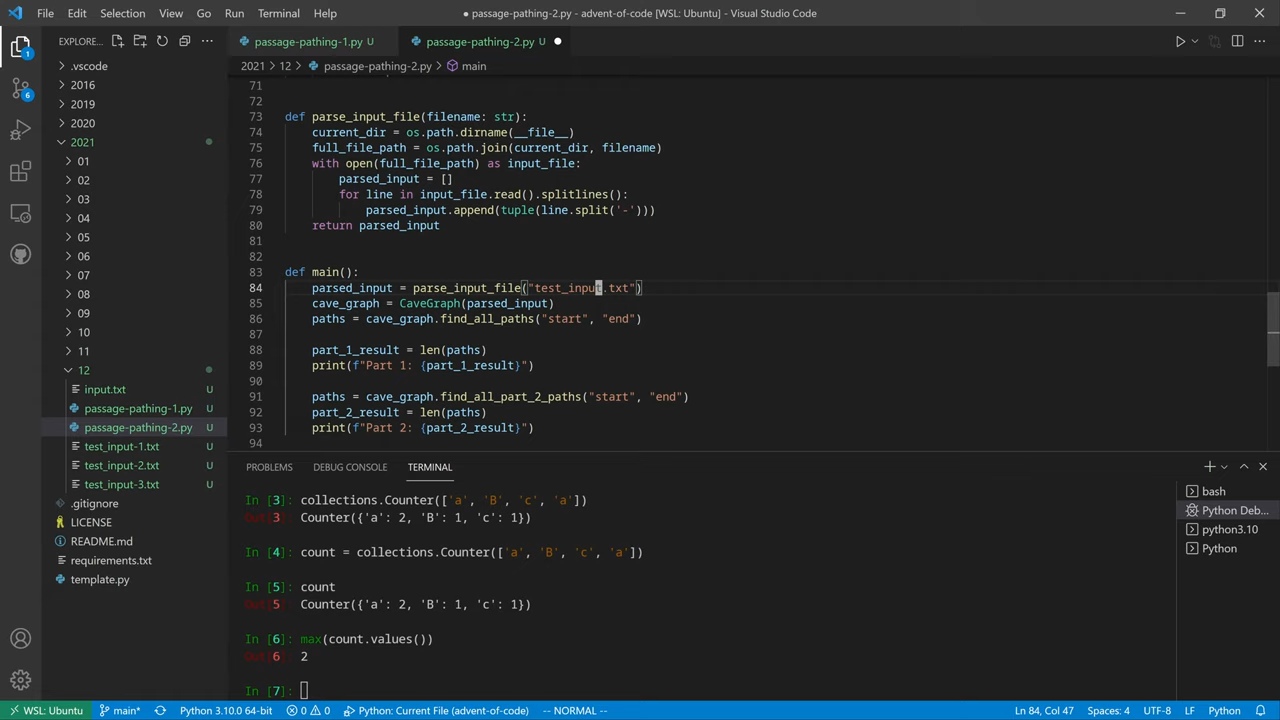 File Edit Selection View Go Run Terminal Help
● passage-pathing-2.py - advent-of-code [WSL: Ubuntu] - Visual Studio Code
EXPLORE...
passage-pathing-1.py U
passage-pathing-2.py U
2021 > 12 > passage-pathing-2.py > main
.vscode
2016
2019
2020
2021
01
02
03
04
05
06
07
08
09
10
11
12
input.txt U
passage-pathing-1.py U
passage-pathing-2.py U
test_input-1.txt U
test_input-2.txt U
test_input-3.txt U
.gitignore
LICENSE
README.md
requirements.txt
template.py
1
6
71
72
73 def parse_input_file(filename: str):
74 current_dir = os.path.dirname(__file__)
75 full_file_path = os.path.join(current_dir, filename)
76 with open(full_file_path) as input_file:
77 parsed_input = []
78 for line in input_file.read().splitlines():
79 parsed_input.append(tuple(line.split('-')))
80 return parsed_input
81
82
83 def main():
84 parsed_input = parse_input_file("test_input.txt")
85 cave_graph = CaveGraph(parsed_input)
86 paths = cave_graph.find_all_paths("start", "end")
87
88 part_1_result = len(paths)
89 print(f"Part 1: {part_1_result}")
90
91 paths = cave_graph.find_all_part_2_paths("start", "end")
92 part_2_result = len(paths)
93 print(f"Part 2: {part_2_result}")
94
PROBLEMS DEBUG CONSOLE TERMINAL
In [3]: collections.Counter(['a', 'B', 'c', 'a'])
Out[3]: Counter({'a': 2, 'B': 1, 'c': 1})
In [4]: count = collections.Counter(['a', 'B', 'c', 'a'])
In [5]: count
Out[5]: Counter({'a': 2, 'B': 1, 'c': 1})
In [6]: max(count.values())
Out[6]: 2
In [7]:
bash
Python Deb...
python3.10
Python
WSL: Ubuntu main* Python 3.10.0 64-bit 0 0 Python: Current File (advent-of-code) -- NORMAL -- Ln 84, Col 47 Spaces: 4 UTF-8 LF Python